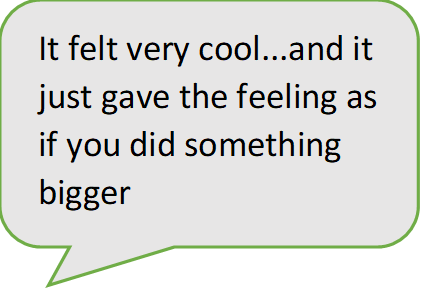 It felt very cool...and it
just gave the feeling as
if you did something
bigger